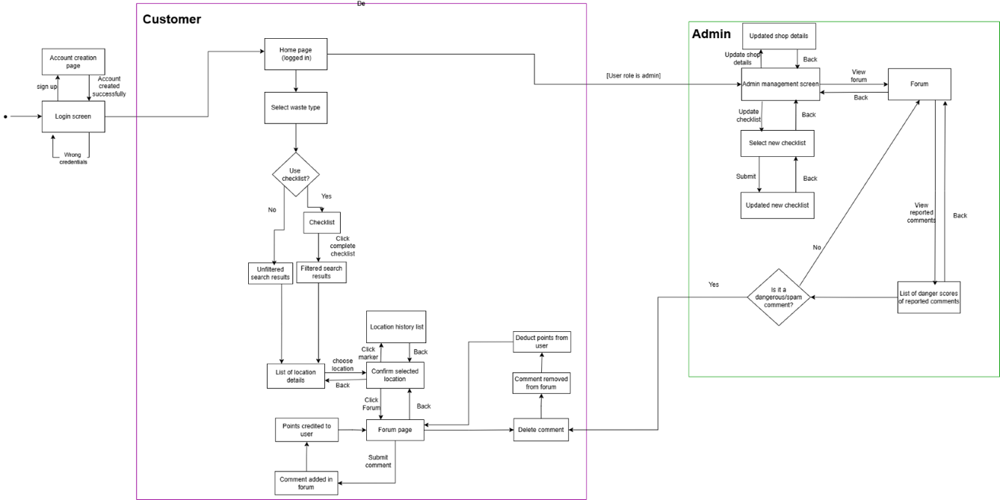 De
Customer
Admin
Account creation
page
sign up
Account
created
successfully
Login screen
Wrong
credentials
Home page
(logged in)
Select waste type
Use
checklist?
No
Yes
Checklist
Click
complete
checklist
Unfiltered
search results
Filtered search
results
List of location
details
choose
location
Back
Location history list
Click
marker
Back
Confirm selected
location
Click
Forum
Back
Forum page
Points credited to
user
Submit
comment
Comment added in
forum
Deduct points from
user
Comment removed
from forum
Delete comment
[User role is admin]
Updated shop details
Update shop
details
Back
Admin management screen
View
forum
Back
Forum
Update
checklist
Back
Select new checklist
Submit
Back
Updated new checklist
View
reported
comments
Back
No
Yes
Is it a
dangerous/spam
comment?
List of danger scores
of reported comments